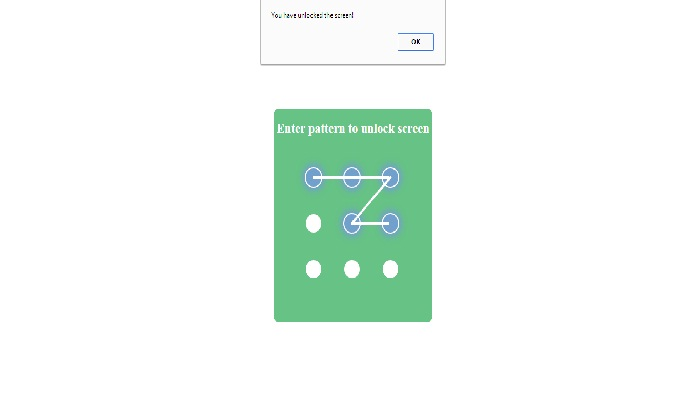 You have unlocked the screen!
OK
Enter pattern to unlock screen